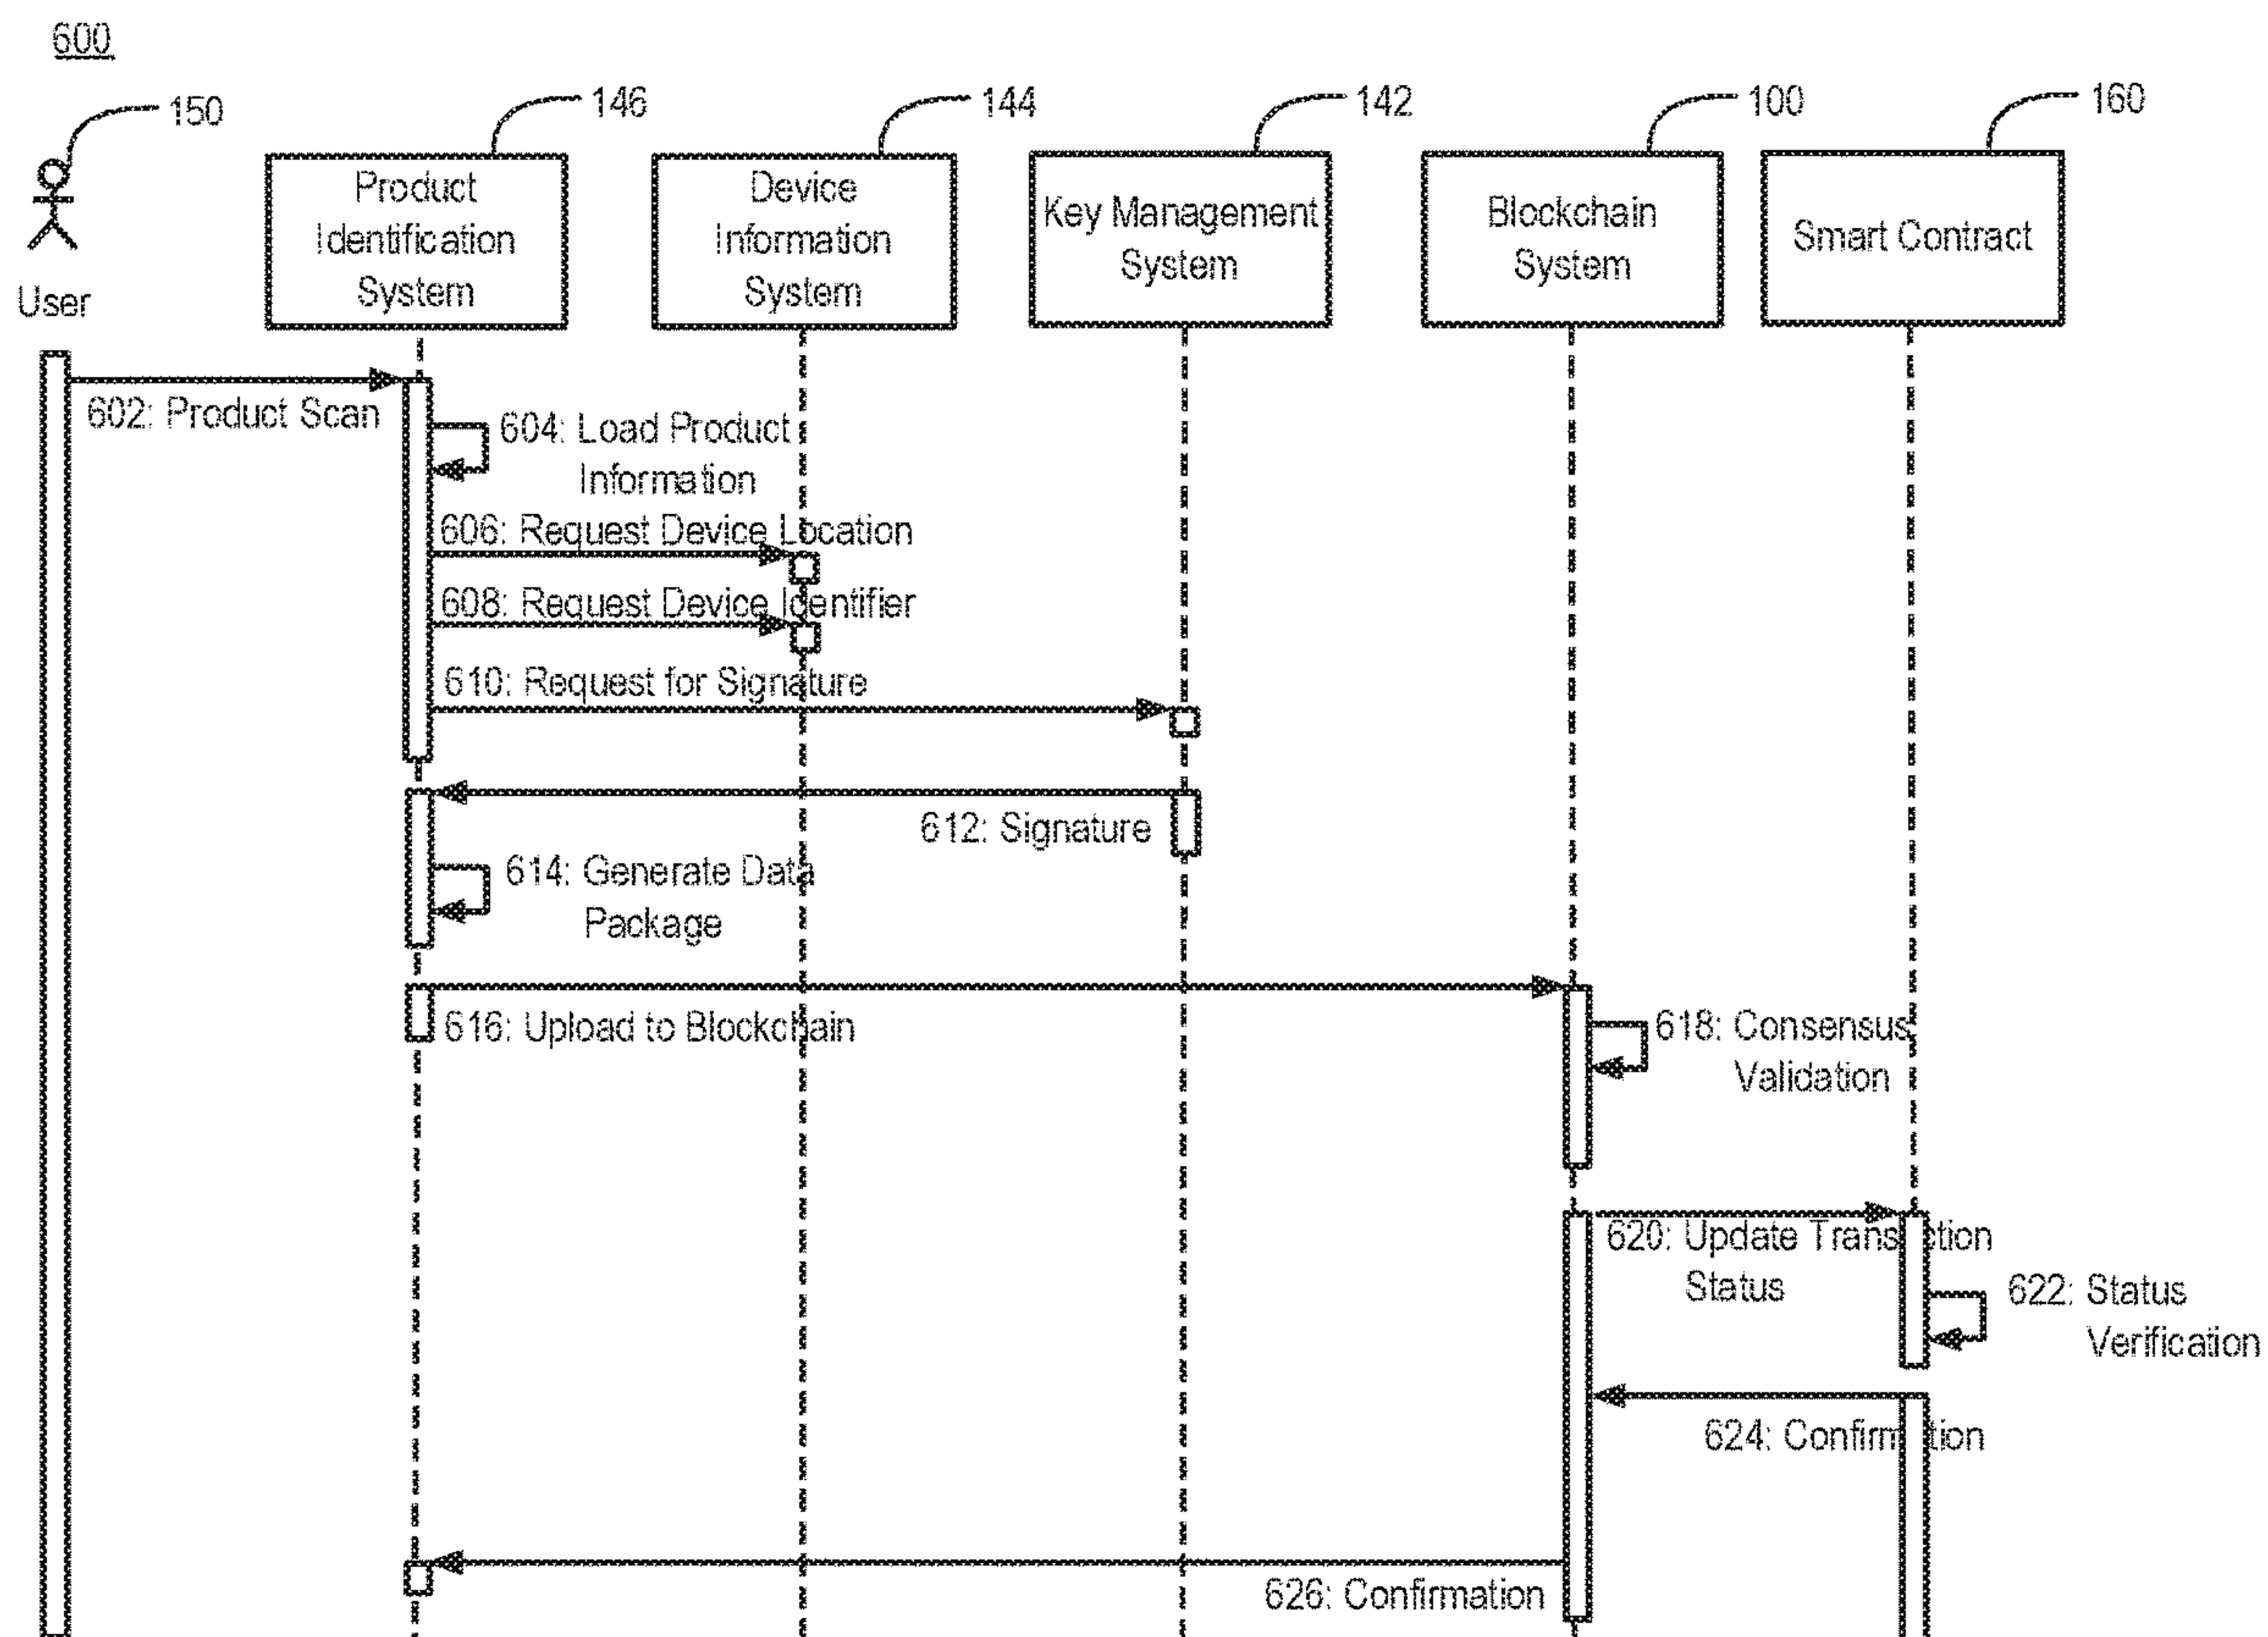 600
150
146
144
142
100
160
User
Product
Identification
System
Device
Information
System
Key Management
System
Blockchain
System
Smart Contract
602: Product Scan
604: Load Product
Information
606: Request Device Location
608: Request Device Identifier
610: Request for Signature
612: Signature
614: Generate Data
Package
616: Upload to Blockchain
618: Consensus
Validation
620: Update Transaction
Status
622: Status
Verification
624: Confirmation
626: Confirmation